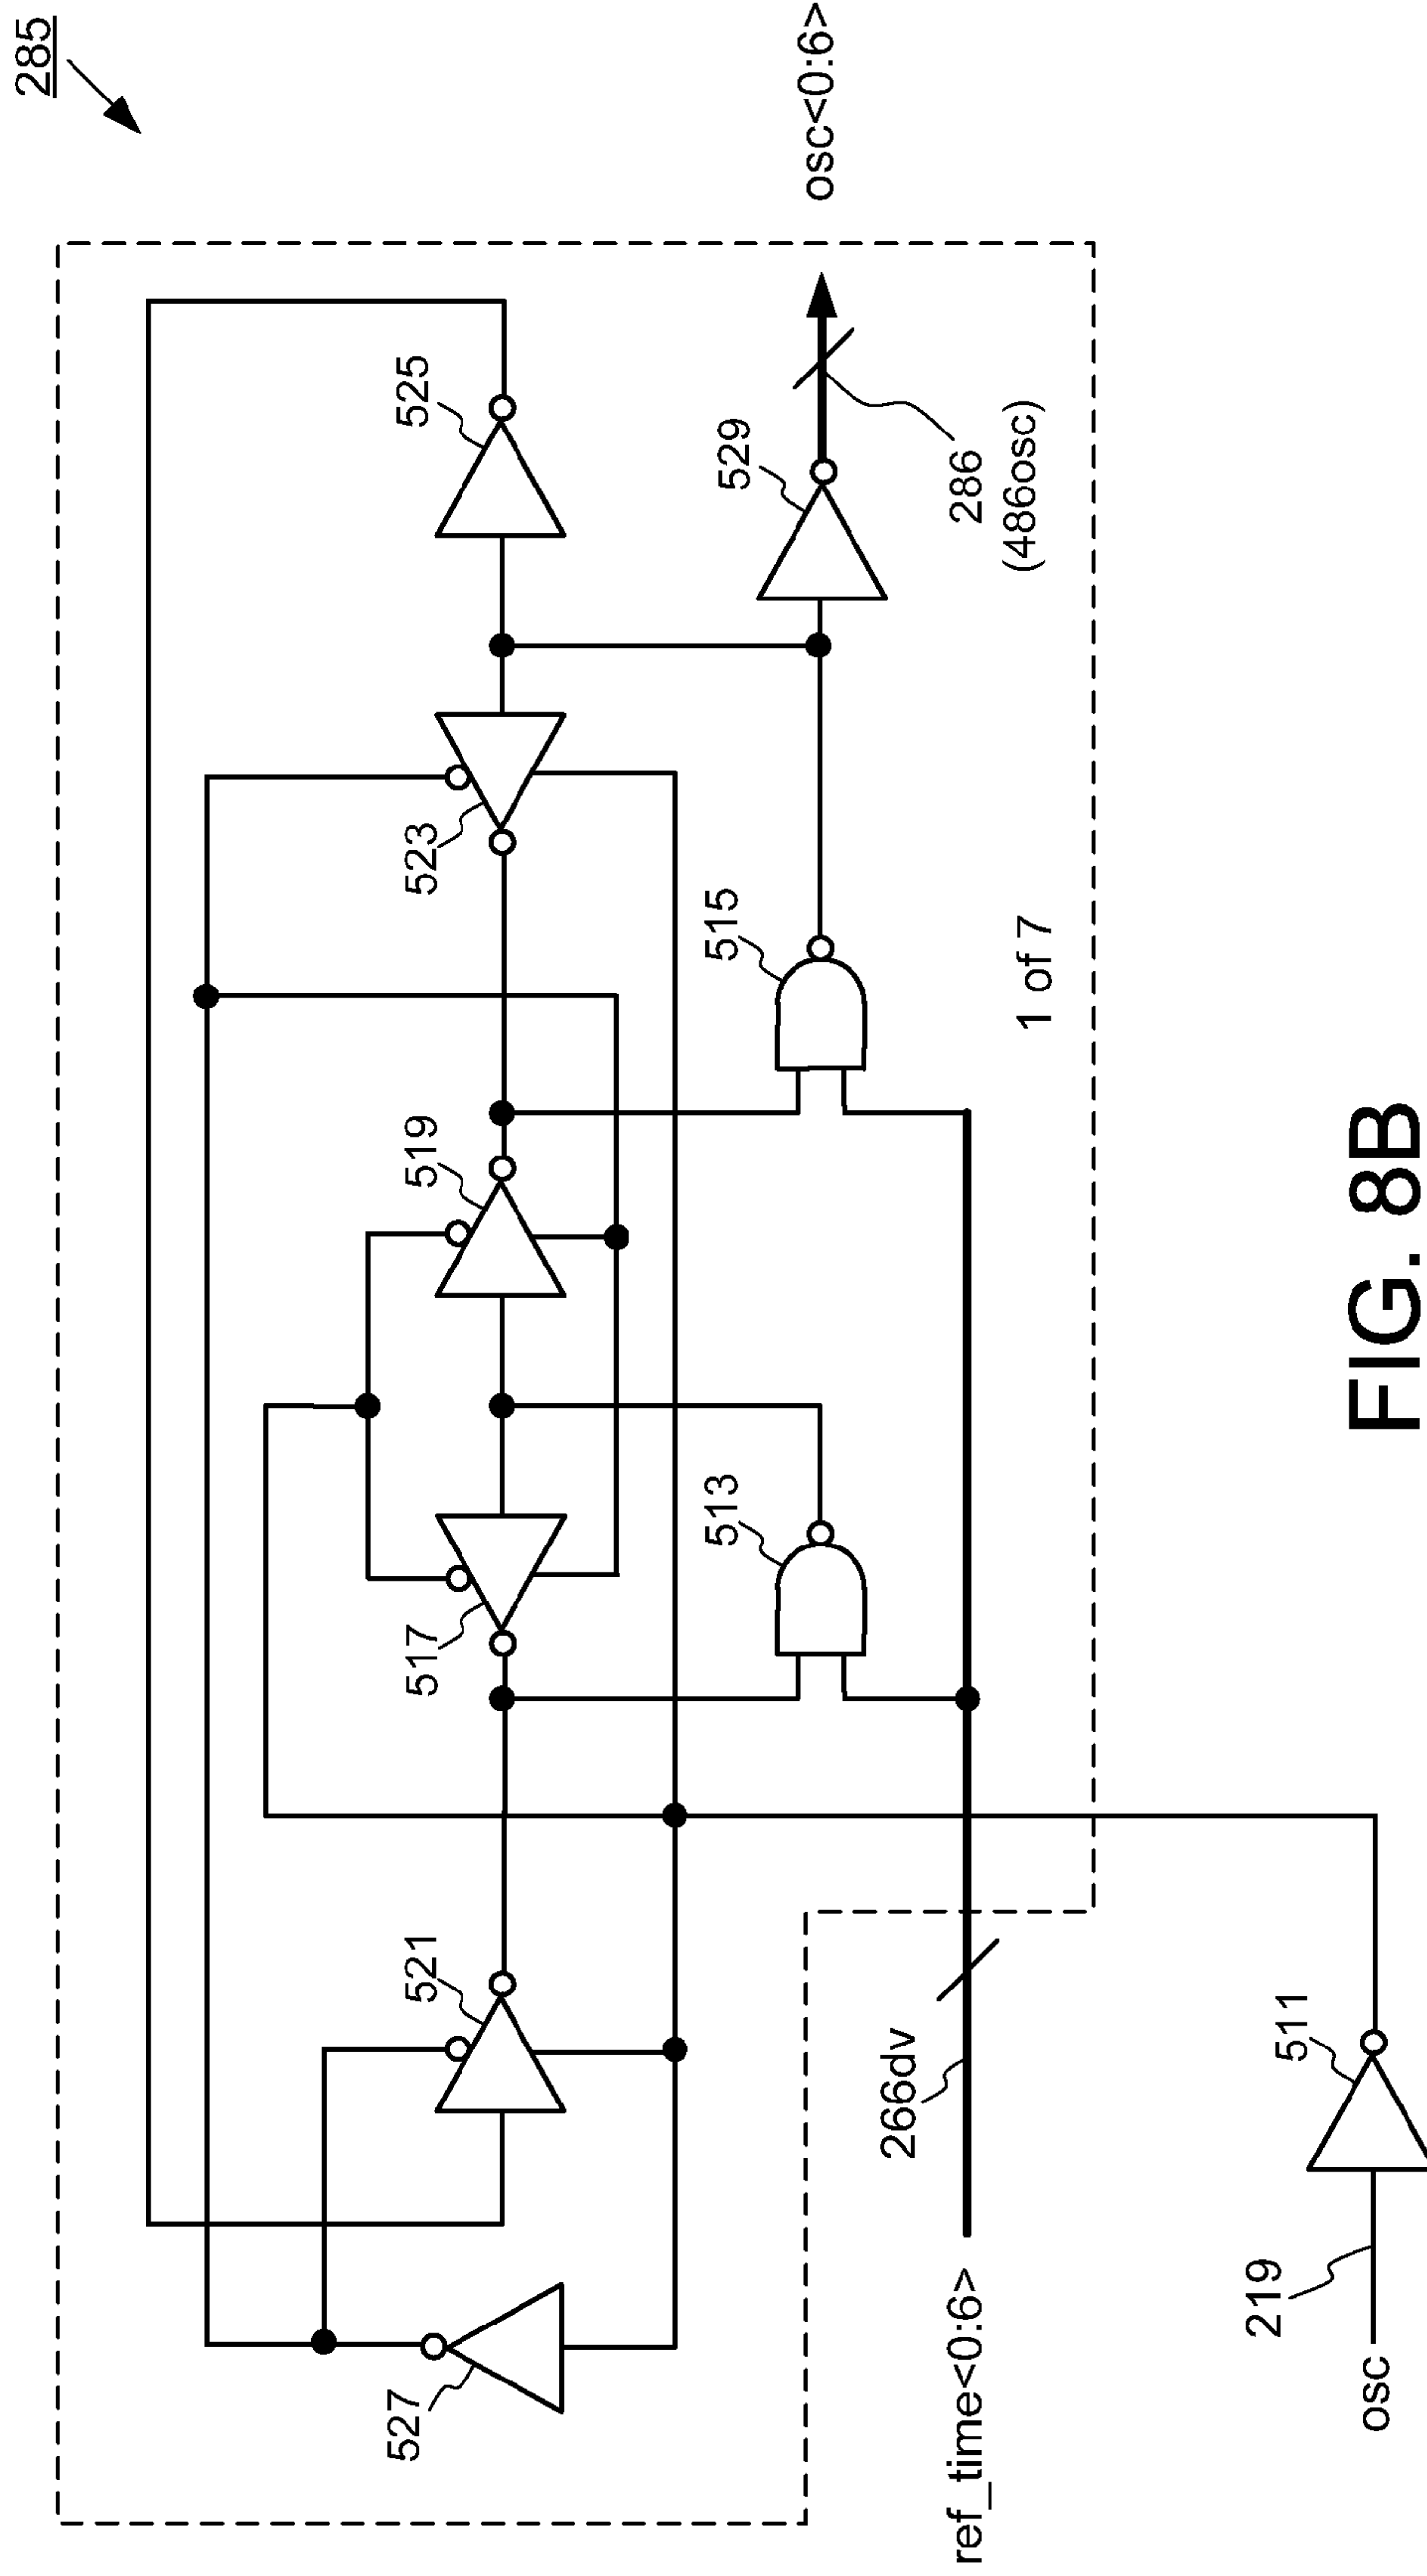 285
525
523
519
517
521
527
osc<0:6>
529
286
(486osc)
515
513
1 of 7
266dv
ref_time<0:6>
511
219
osc
FIG. 8B